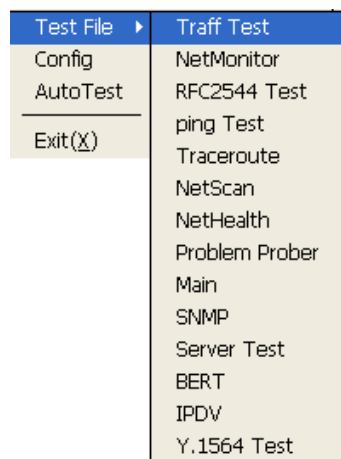 Test File
Config
AutoTest
Exit(X)
Traff Test
NetMonitor
RFC2544 Test
ping Test
Traceroute
NetScan
NetHealth
Problem Prober
Main
SNMP
Server Test
BERT
IPDV
Y.1564 Test